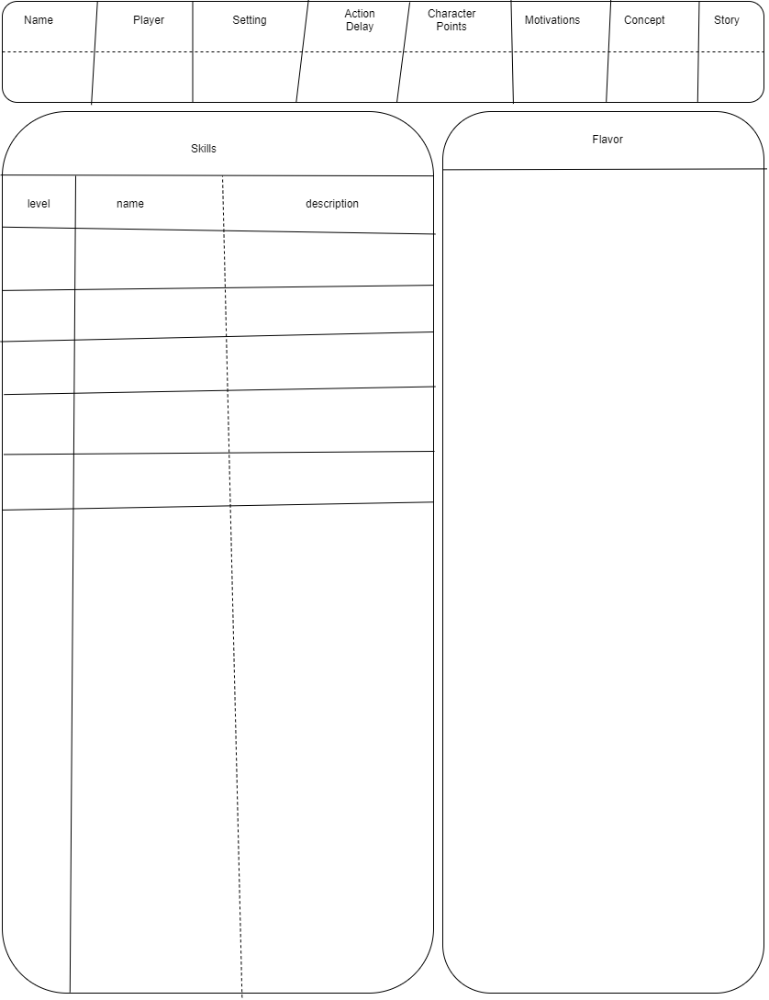 Name
Player
Setting
Action
Delay
Character
Points
Motivations
Concept
Story
Skills
Flavor
level
name
description